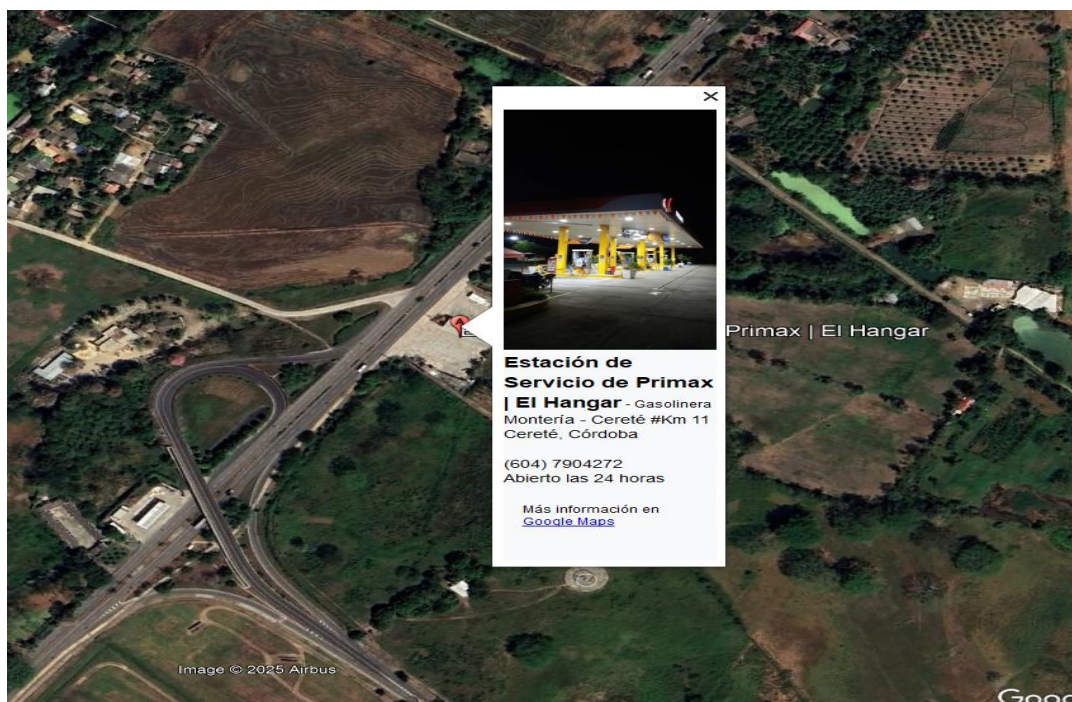 Estación de
Servicio de Primax
| El Hangar - Gasolinera
Montería - Cereté #Km 11
Cereté, Córdoba
(604) 7904272
Abierto las 24 horas
Más información en
Google Maps
Primax | El Hangar
Image © 2025 Airbus